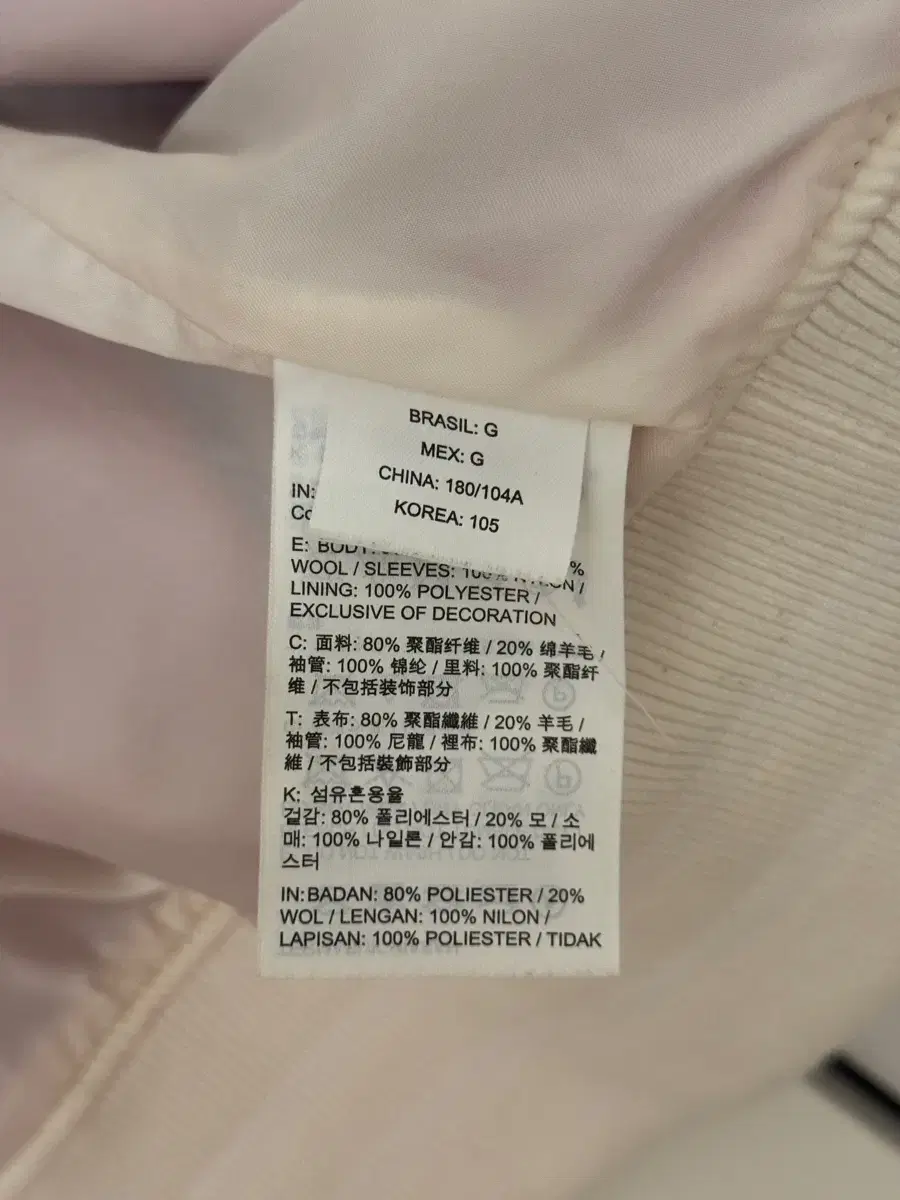 BRASIL: G
MEX: G
CHINA: 180/104A
KOREA: 105
IN:
E: BODY: %
WOOL / SLEEVES: 100% NYLON /
LINING: 100% POLYESTER /
EXCLUSIVE OF DECORATION
C: 面料: 80% 聚酯纤维 / 20% 绵羊毛 /
袖管: 100% 锦纶 / 里料: 100% 聚酯纤
维 / 不包括装饰部分
T: 表布: 80% 聚酯纖維 / 20% 羊毛 /
袖管: 100% 尼龍 / 裡布: 100% 聚酯纖
維 / 不包括裝飾部分
K: 섬유혼용율
겉감: 80% 폴리에스터 / 20% 모 / 소
매: 100% 나일론 / 안감: 100% 폴리에
스터
IN: BADAN: 80% POLIESTER / 20%
WOL / LENGAN: 100% NILON /
LAPISAN: 100% POLIESTER / TIDAK